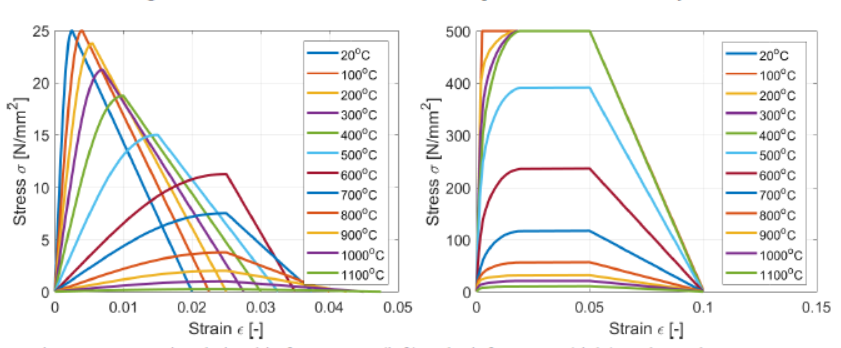 25
20
15
10
5
0
Stress σ [N/mm²]
0
0.01
0.02
0.03
0.04
0.05
Strain ϵ [-]
20°C
100°C
200°C
300°C
400°C
500°C
600°C
700°C
800°C
900°C
1000°C
1100°C
500
400
300
200
100
0
Stress σ [N/mm²]
0
0.05
0.1
0.15
Strain ϵ [-]
20°C
100°C
200°C
300°C
400°C
500°C
600°C
700°C
800°C
900°C
1000°C
1100°C